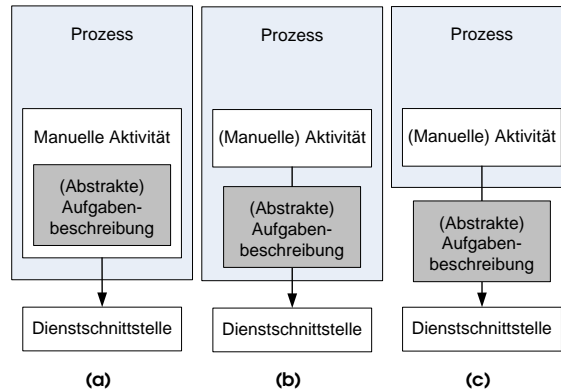 Prozess
Manuelle Aktivität
(Abstrakte)
Aufgaben-
beschreibung
Dienstschnittstelle
(a)
Prozess
(Manuelle) Aktivität
(Abstrakte)
Aufgaben-
beschreibung
Dienstschnittstelle
(b)
Prozess
(Manuelle) Aktivität
(Abstrakte)
Aufgaben-
beschreibung
Dienstschnittstelle
(c)